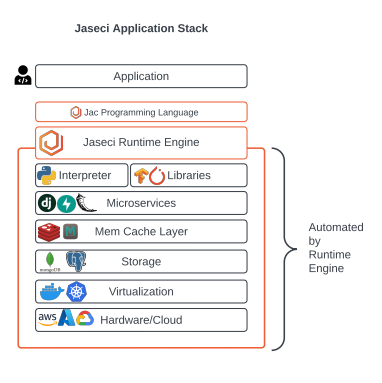 Jaseci Application Stack
Application
Jac Programming Language
Jaseci Runtime Engine
Interpreter
Libraries
dj
Microservices
Mem Cache Layer
mongoDB
Storage
Virtualization
aws
Hardware/Cloud
Automated
by
Runtime
Engine